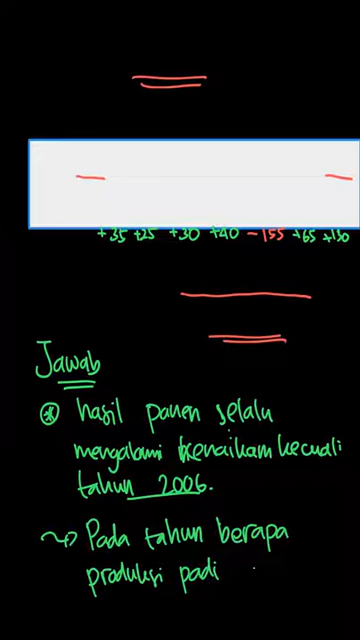 +35 +25 +30 +40 -155 +65 +130
Jawab
hasil panen selalu
mengalami kenaikan kecuali
tahun 2006.
Pada tahun berapa
produksi padi